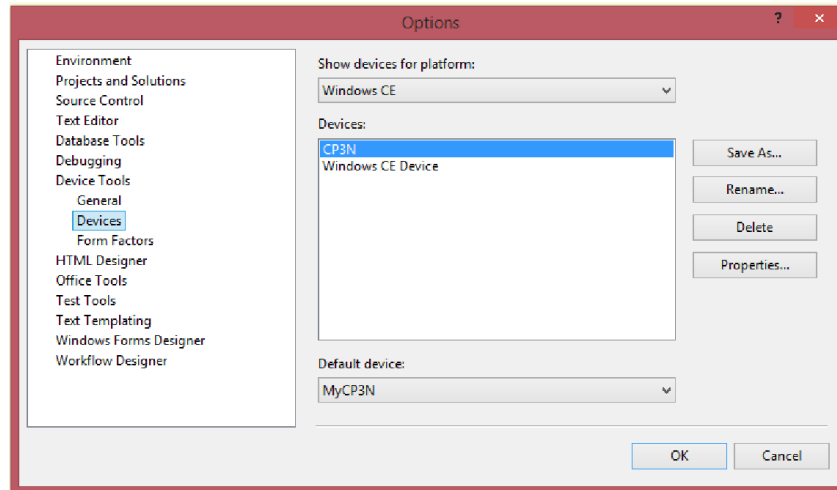 Options
? ×
Environment
Projects and Solutions
Source Control
Text Editor
Database Tools
Debugging
Device Tools
General
Devices
Form Factors
HTML Designer
Office Tools
Test Tools
Text Templating
Windows Forms Designer
Workflow Designer
Show devices for platform:
Windows CE
Devices:
CP3N
Windows CE Device
Save As...
Rename...
Delete
Properties...
Default device:
MyCP3N
OK
Cancel